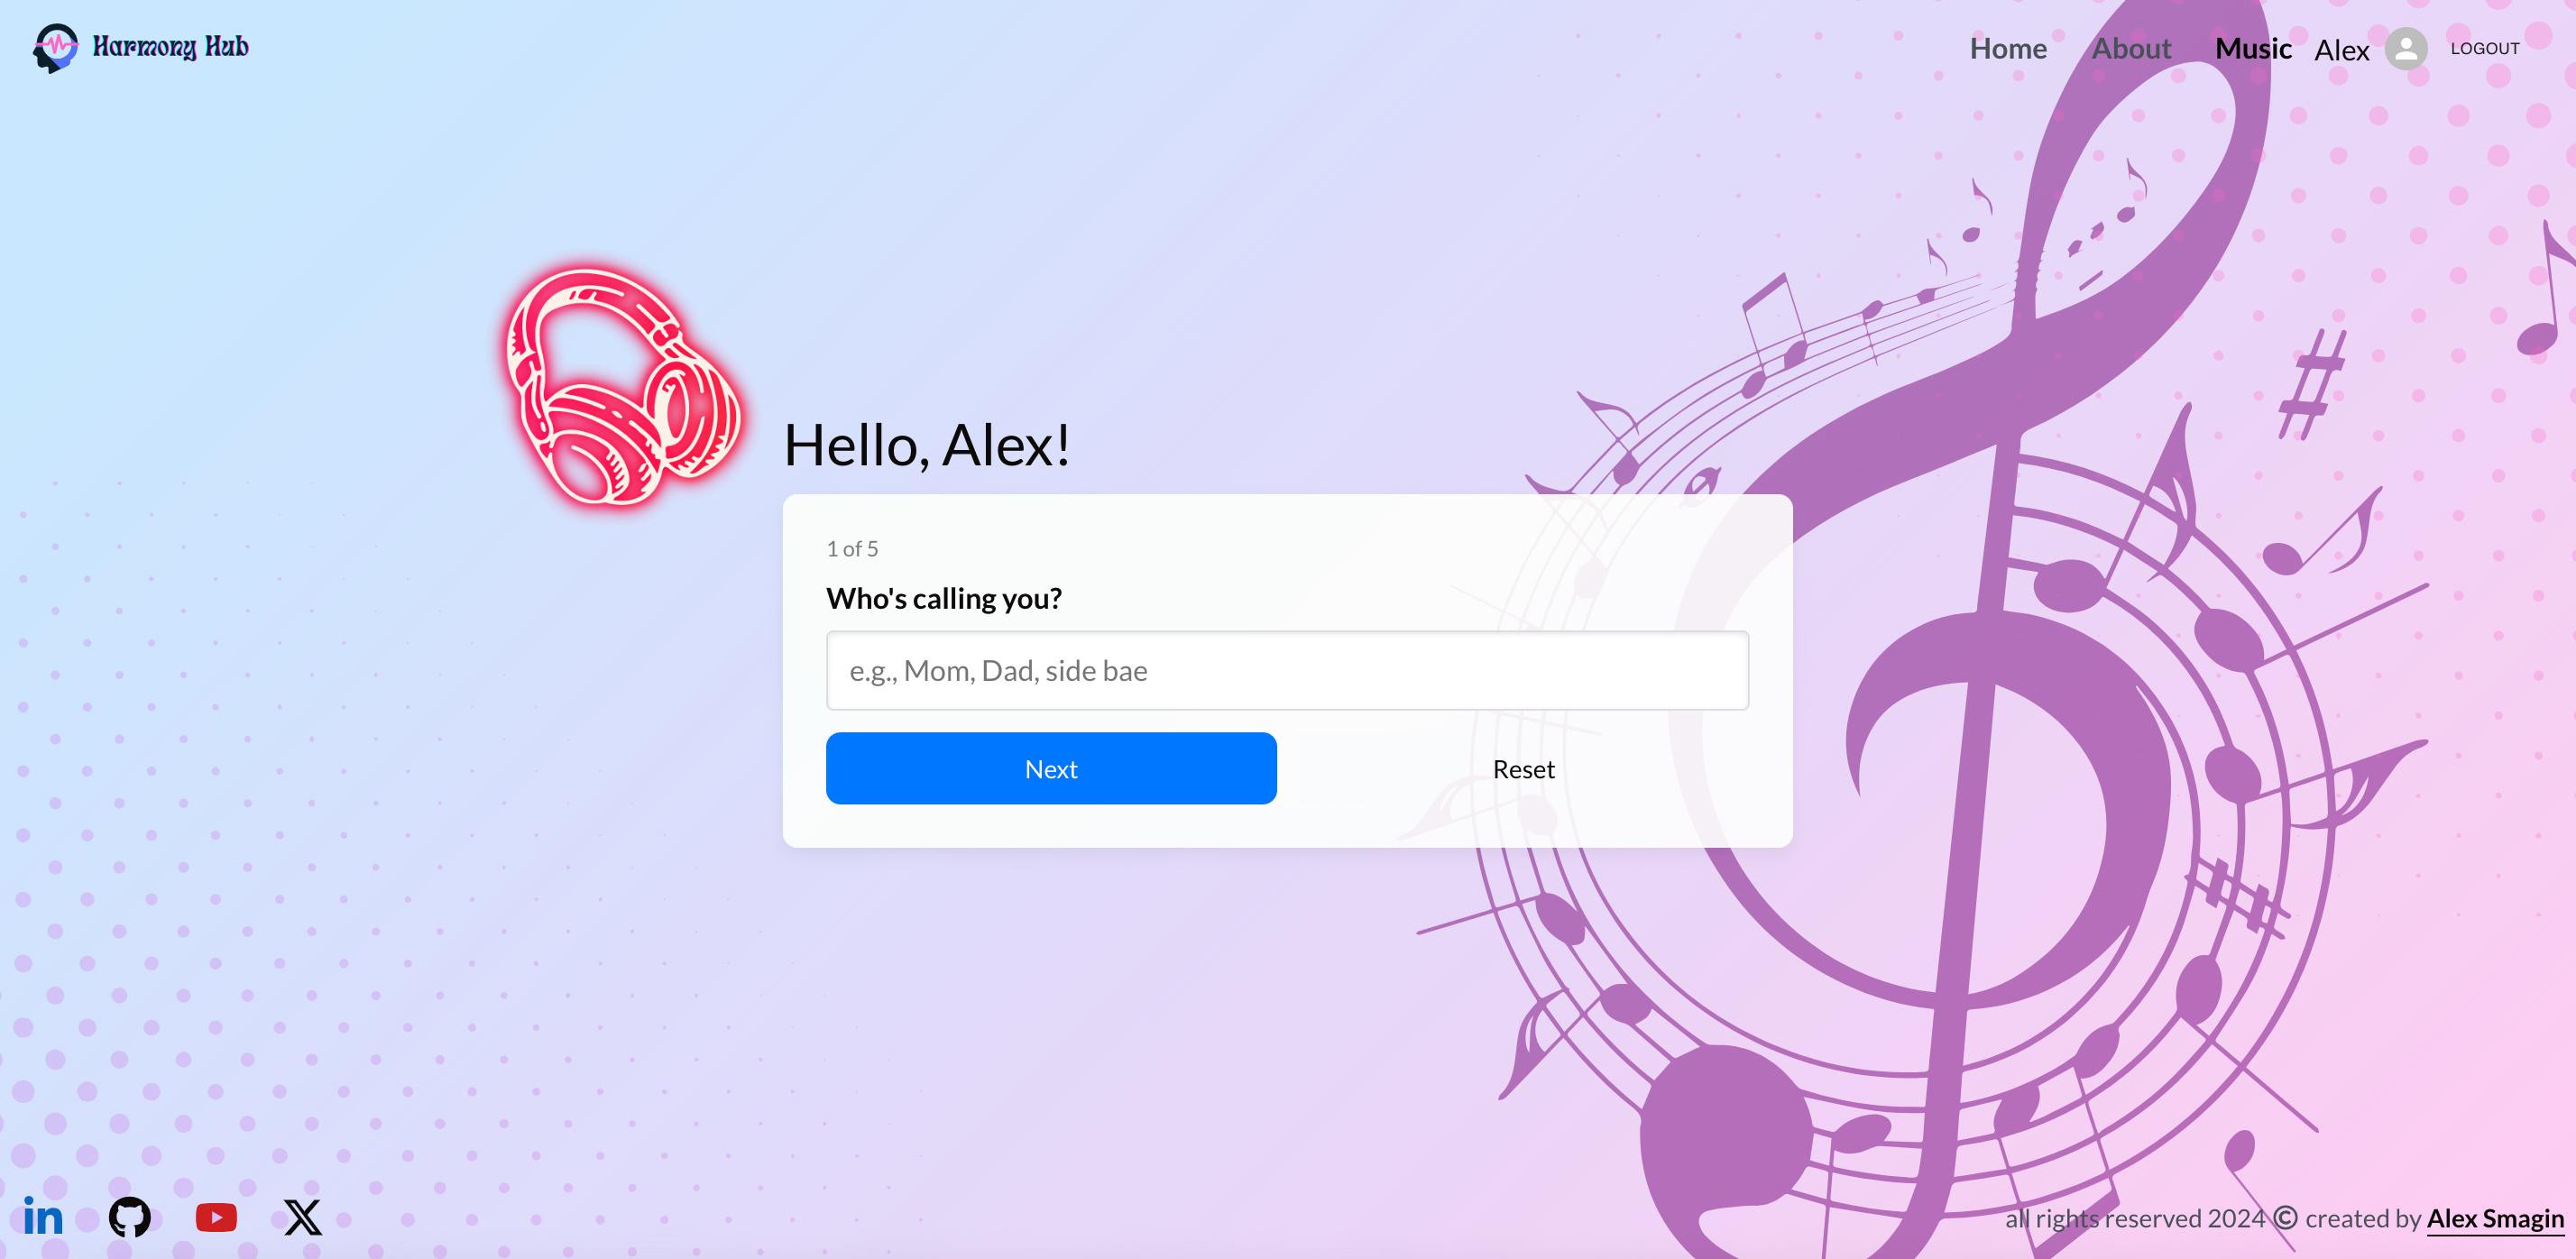 Harmony Hub
Home About Music Alex LOGOUT
Hello, Alex!
1 of 5
Who's calling you?
e.g., Mom, Dad, side bae
Next Reset
in X
all rights reserved 2024 © created by Alex Smagin